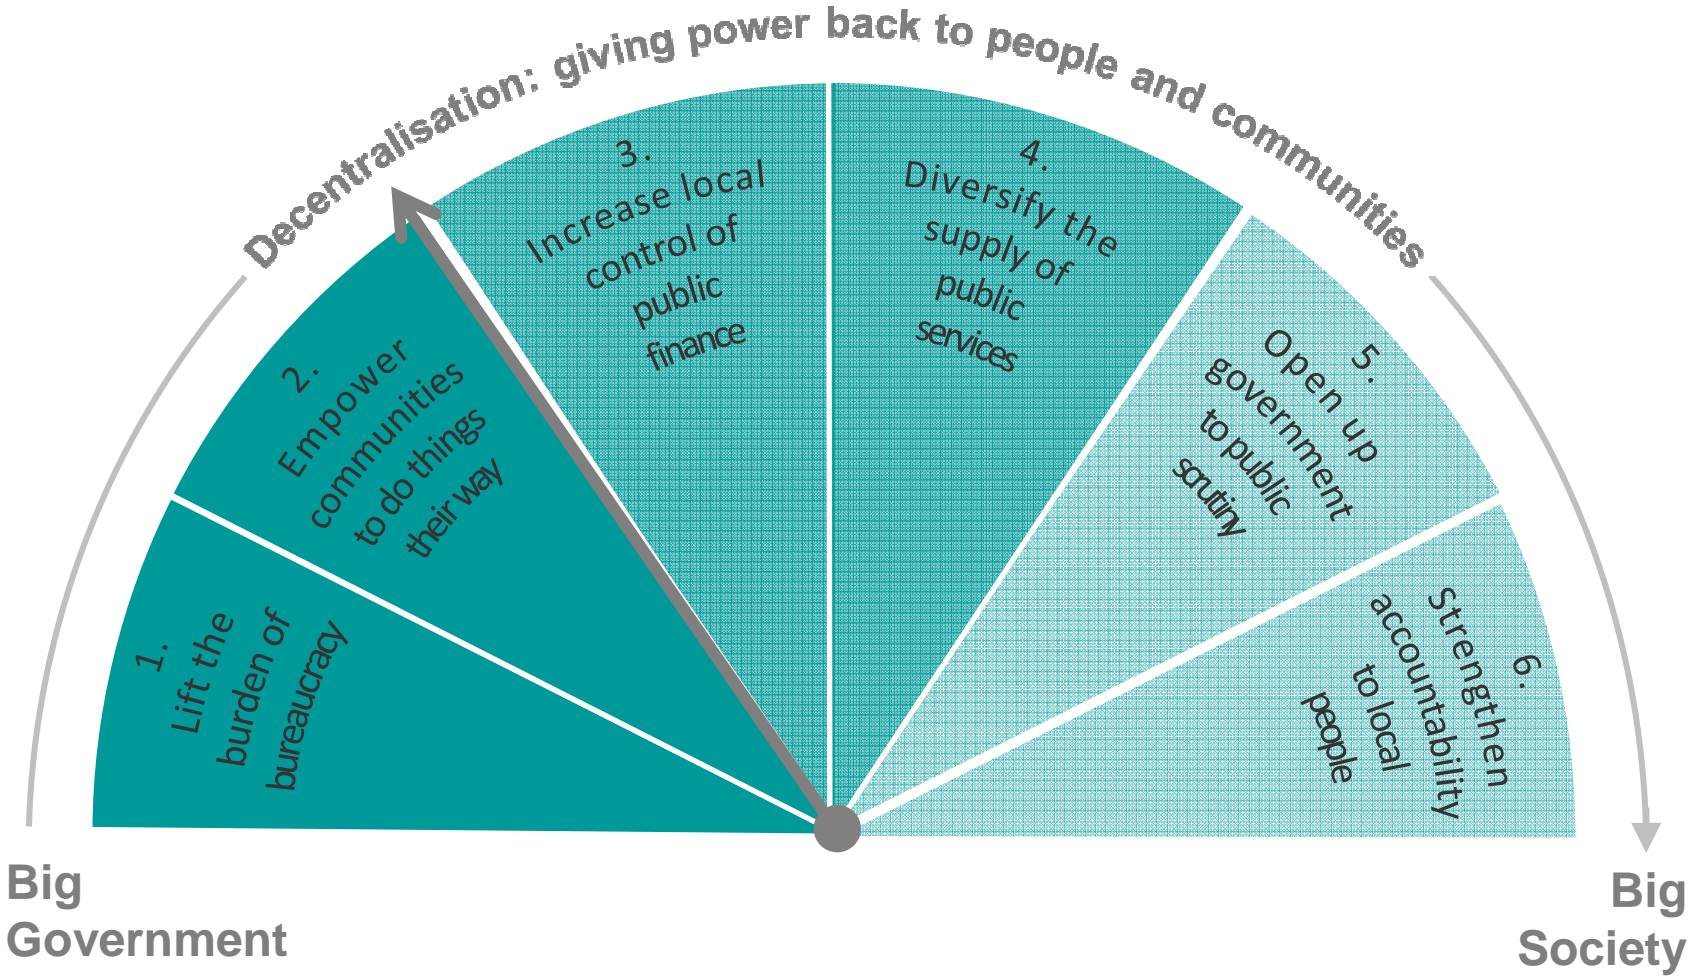 Decentralisation: giving power back to people and communities
1.
Lift the
burden of
bureaucracy
2.
Empower
communities
to do things
their way
3.
Increase local
control of
public
finance
4.
Diversify the
supply of
public
services
5.
Open up
government
to public
scrutiny
6.
Strengthen
accountability
to local
people
Big
Government
Big
Society